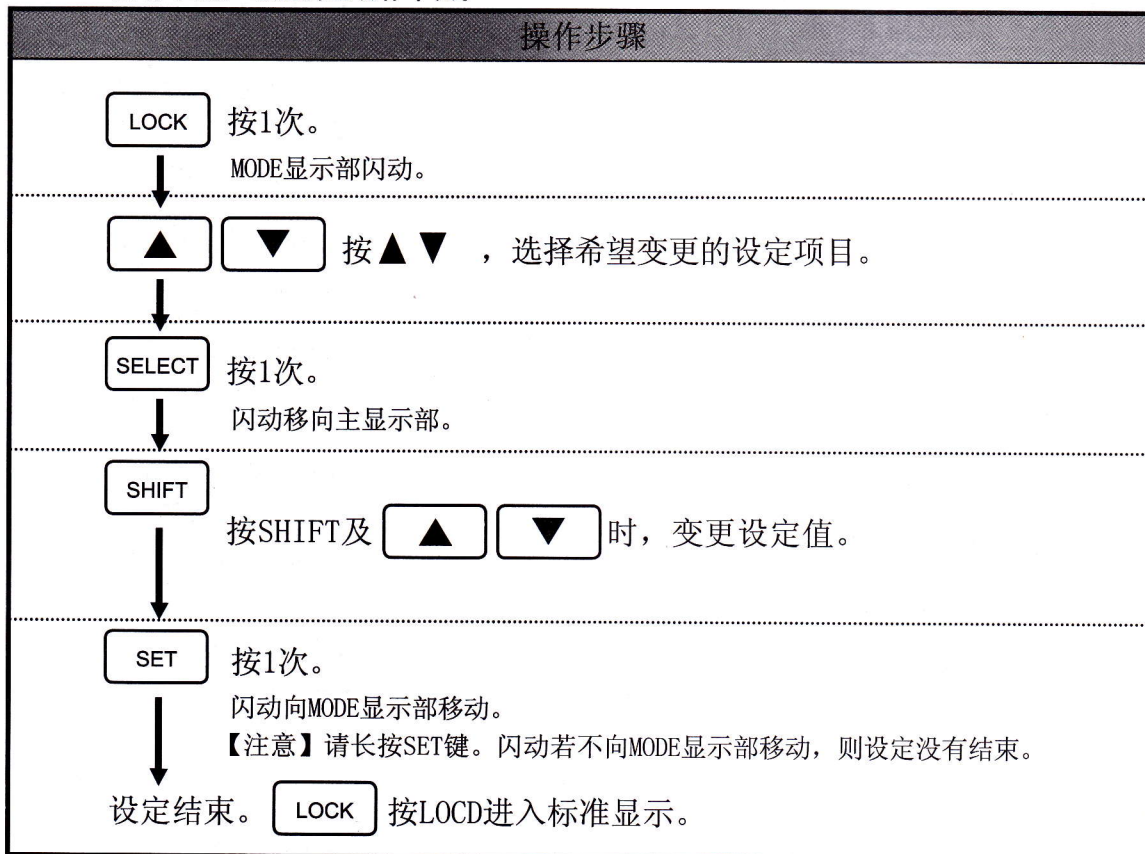 操作步骤
LOCK 按1次。
MODE显示部闪动。
▲ ▼ 按▲▼ ，选择希望变更的设定项目。
SELECT 按1次。
闪动移向主显示部。
SHIFT
按SHIFT及 ▲ ▼ 时，变更设定值。
SET 按1次。
闪动向MODE显示部移动。
【注意】请长按SET键。闪动若不向MODE显示部移动，则设定没有结束。
设定结束。 LOCK 按LOCD进入标准显示。